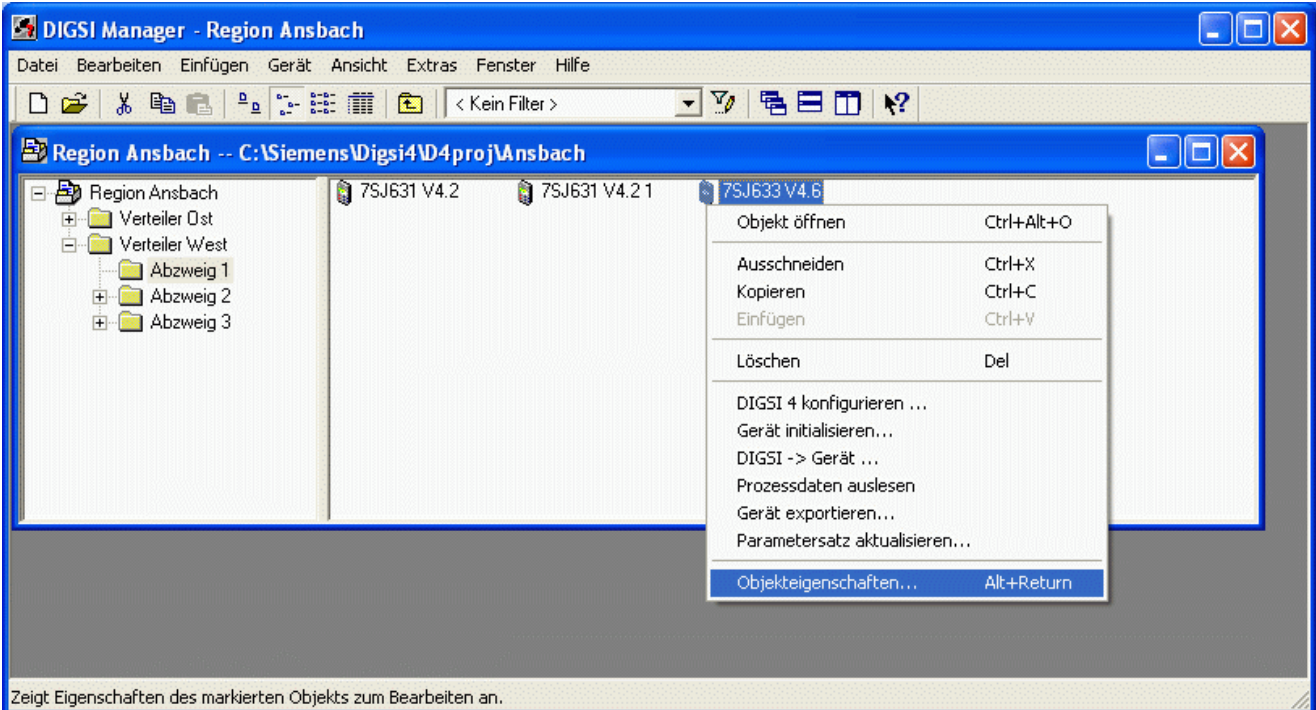 DIGSI Manager - Region Ansbach
Datei Bearbeiten Einfügen Gerät Ansicht Extras Fenster Hilfe
< Kein Filter >
Region Ansbach -- C:\Siemens\Digsi4\D4proj\Ansbach
Region Ansbach
Verteiler Ost
Verteiler West
Abzweig 1
Abzweig 2
Abzweig 3
7SJ631 V4.2 7SJ631 V4.2 1 7SJ633 V4.6
Objekt öffnen Ctrl+Alt+O
Ausschneiden Ctrl+X
Kopieren Ctrl+C
Einfügen Ctrl+V
Löschen Del
DIGSI 4 konfigurieren ...
Gerät initialisieren...
DIGSI -> Gerät ...
Prozessdaten auslesen
Gerät exportieren...
Parametersatz aktualisieren...
Objekteigenschaften... Alt+Return
Zeigt Eigenschaften des markierten Objekts zum Bearbeiten an.